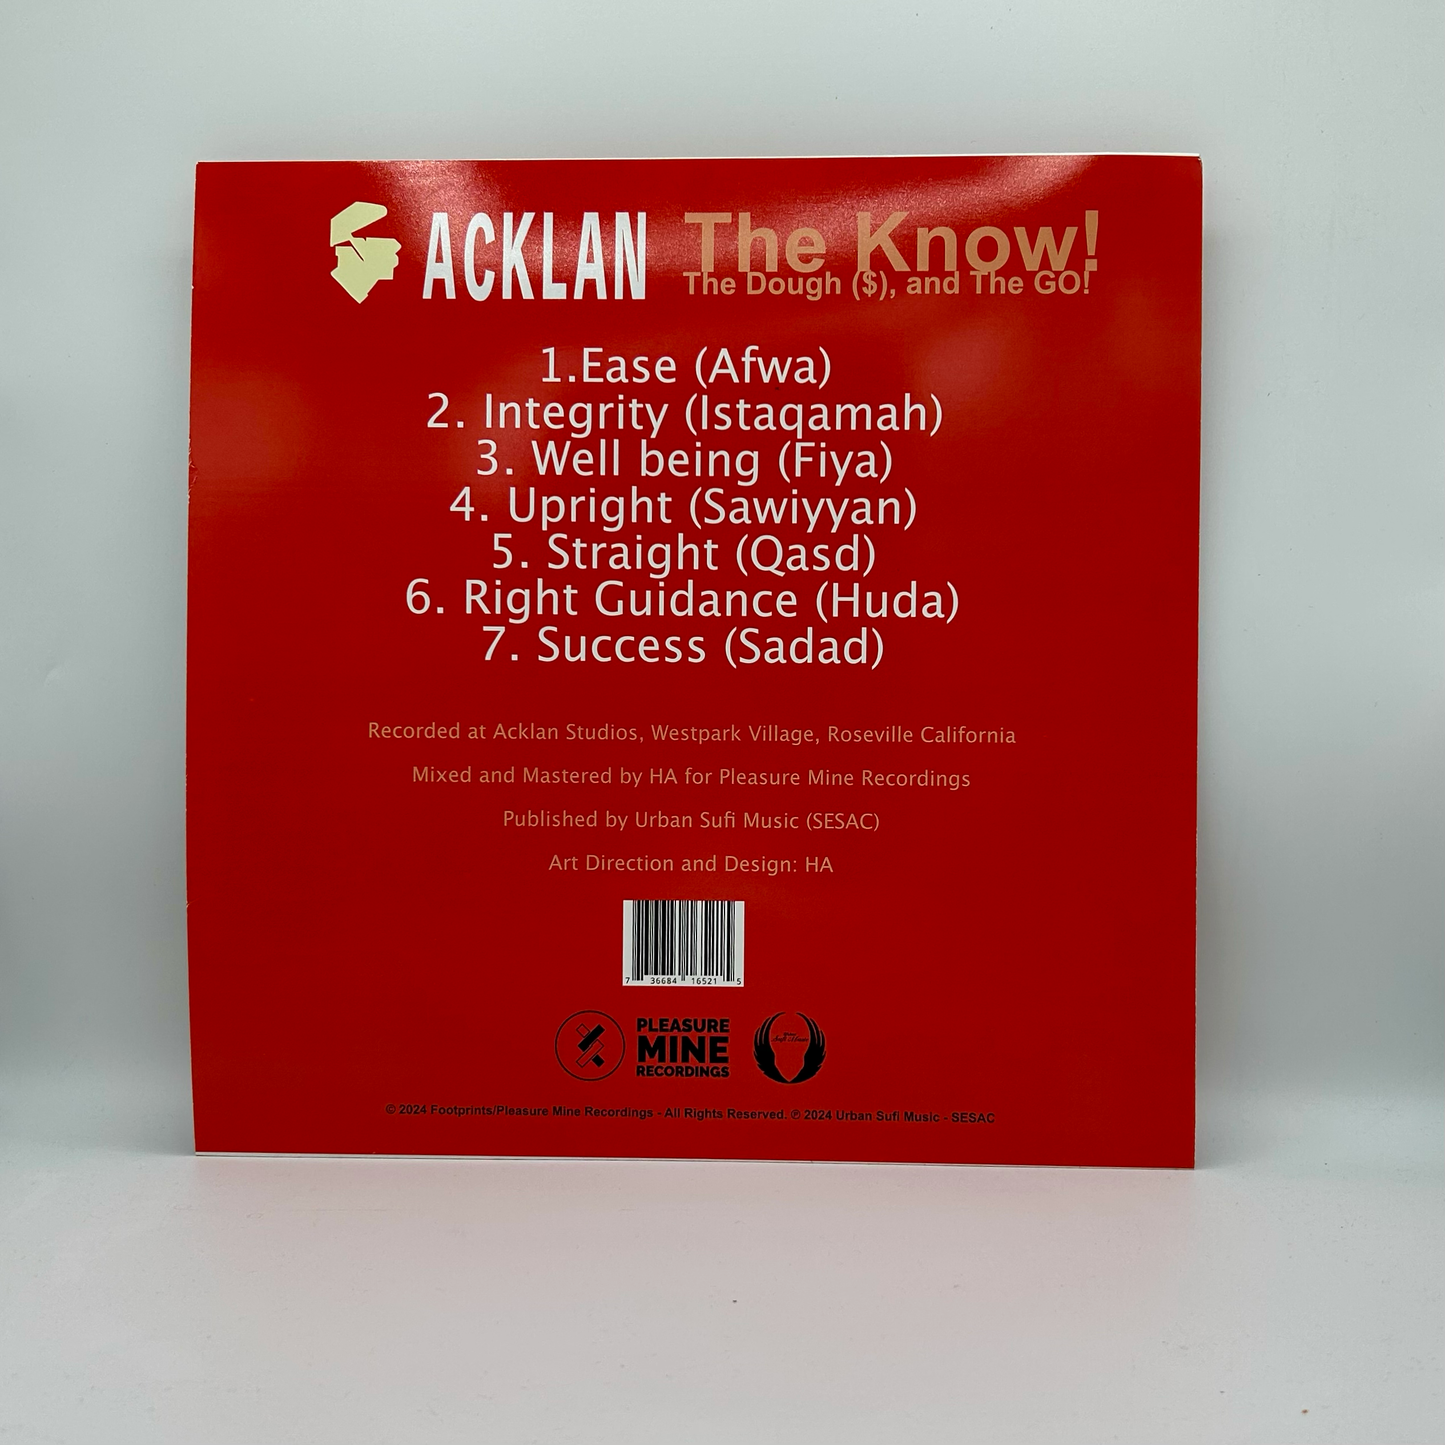 ACKLAN The Know!
The Dough ($), and The GO!
1.Ease (Afwa)
2. Integrity (Istaqamah)
3. Well being (Fiya)
4. Upright (Sawiyyan)
5. Straight (Qasd)
6. Right Guidance (Huda)
7. Success (Sadad)
Recorded at Acklan Studios, Westpark Village, Roseville California
Mixed and Mastered by HA for Pleasure Mine Recordings
Published by Urban Sufi Music (SESAC)
Art Direction and Design: HA
7 36684 16521 5
PLEASURE
MINE
RECORDINGS
Sufi Music
© 2024 Footprints/Pleasure Mine Recordings - All Rights Reserved. ℗ 2024 Urban Sufi Music - SESAC